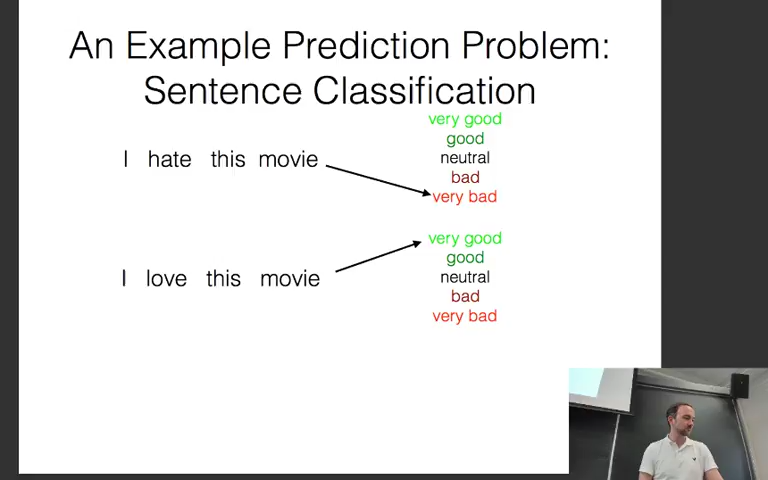 An Example Prediction Problem:
Sentence Classification
very good
good
I hate this movie
neutral
bad
very bad
very good
good
I love this movie
neutral
bad
very bad